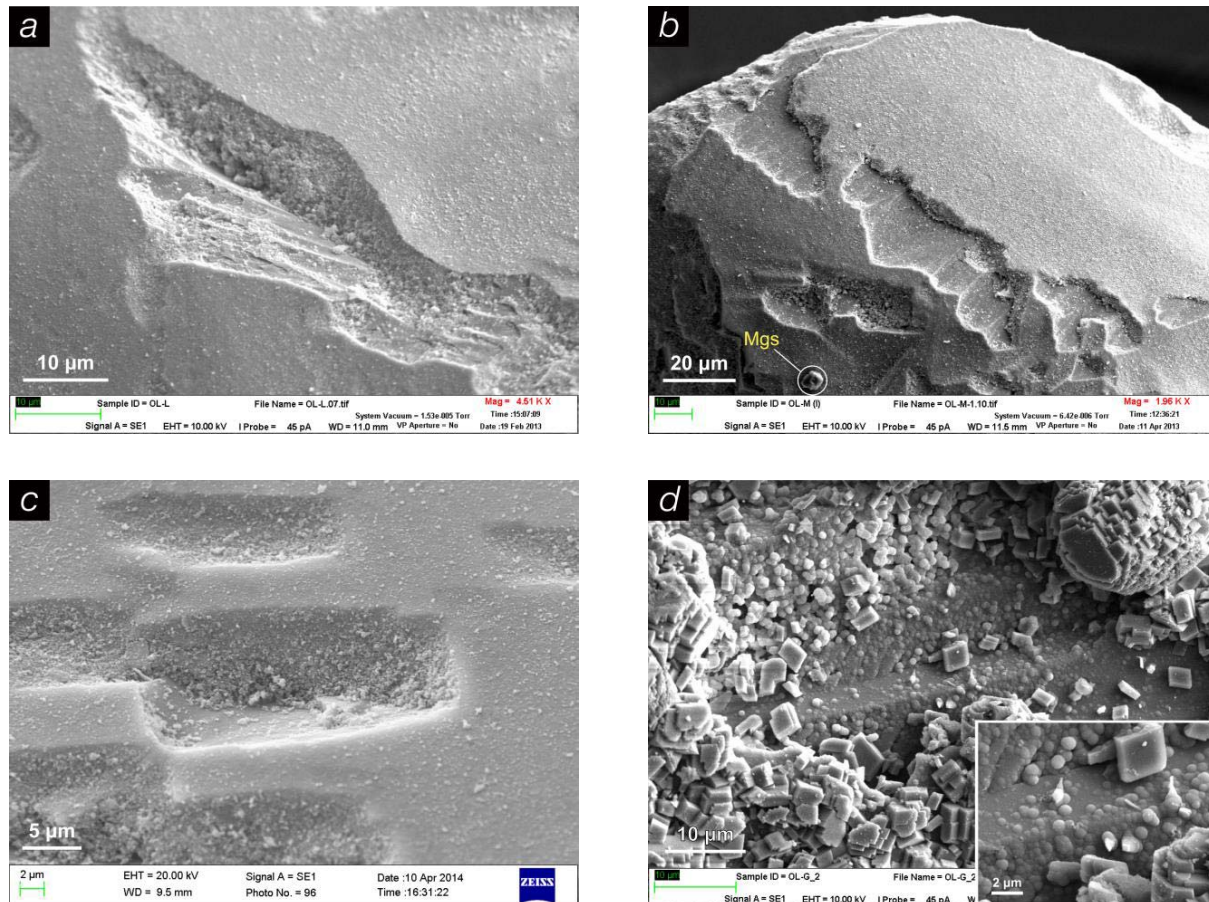 a
10 µm
10 µm
Sample ID = OL-L
File Name = OL-L.07.tif
Mag = 4.51 K X
System Vacuum = 1.53e-005 Torr
Time :15:07:09
Signal A = SE1
EHT = 10.00 kV
I Probe = 45 pA
WD = 11.0 mm
VP Aperture = No
Date :19 Feb 2013
b
Mgs
20 µm
10 µm
Sample ID = OL-M (I)
File Name = OL-M-1.10.tif
Mag = 1.96 K X
System Vacuum = 6.42e-006 Torr
Time :12:36:21
Signal A = SE1
EHT = 10.00 kV
I Probe = 45 pA
WD = 11.5 mm
VP Aperture = No
Date :11 Apr 2013
c
5 µm
2 µm
EHT = 20.00 kV
Signal A = SE1
Date :10 Apr 2014
WD = 9.5 mm
Photo No. = 96
Time :16:31:22
ZEISS
d
10 µm
2 µm
10 µm
Sample ID = OL-G_2
File Name = OL-G_2
Signal A = SE1
EHT = 10.00 kV
I Probe = 45 pA